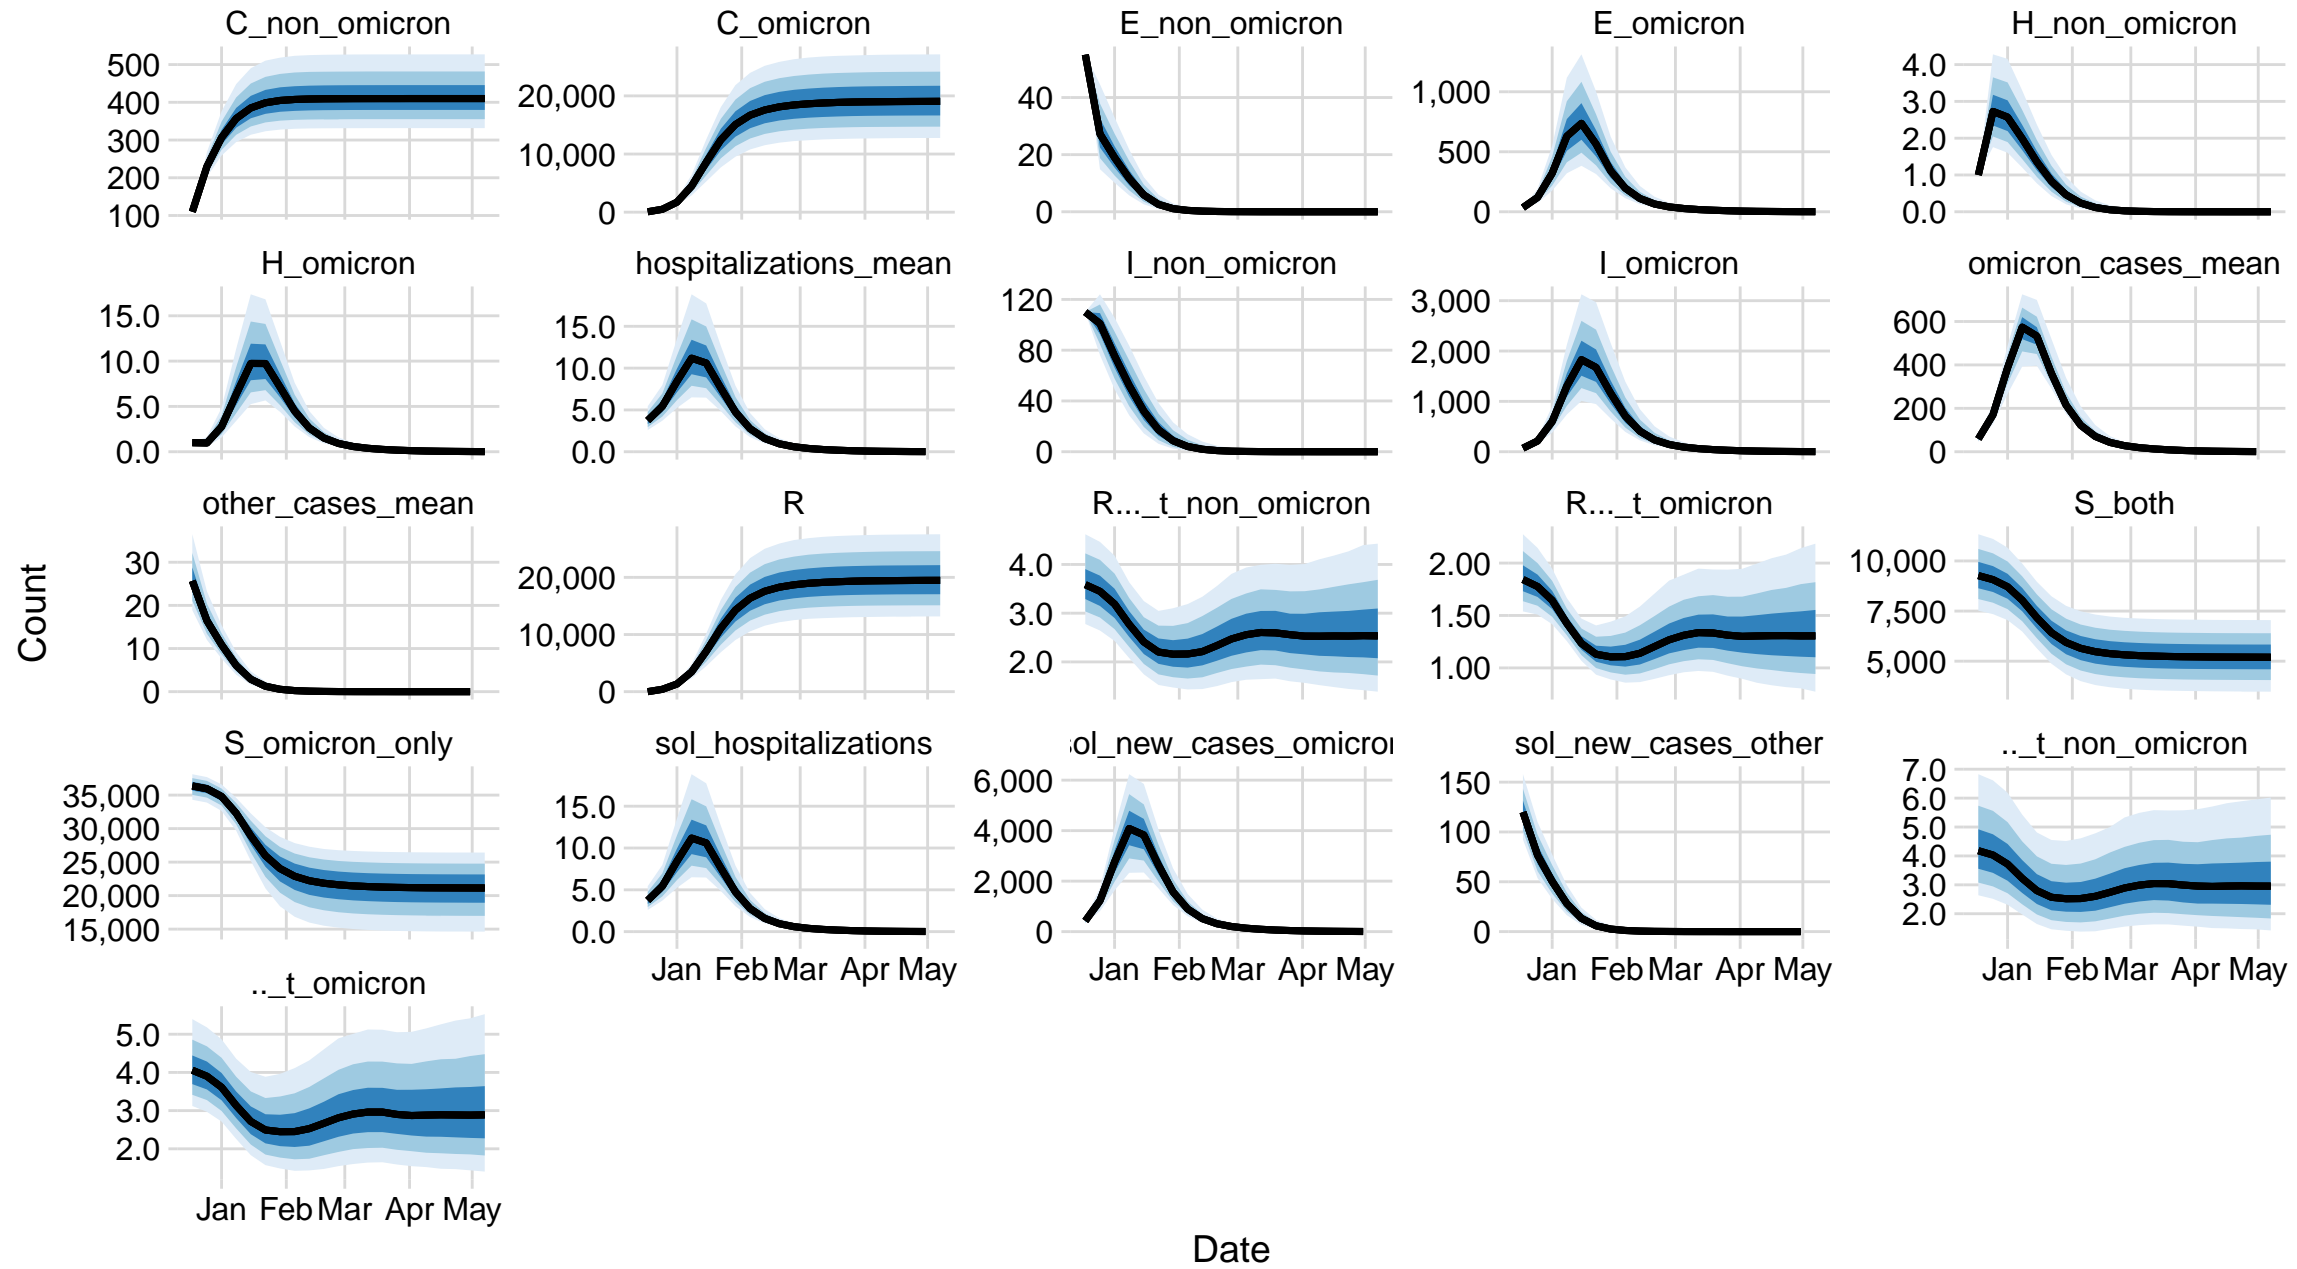 C_non_omicron C_omicron E_non_omicron E_omicron H_non_omicron
500 400 300 200 100
20,000 10,000 0
40 20 0
1,000 500 0
4.0 3.0 2.0 1.0 0.0
H_omicron hospitalizations_mean I_non_omicron I_omicron omicron_cases_mean
15.0 10.0 5.0 0.0
15.0 10.0 5.0 0.0
120 80 40 0
3,000 2,000 1,000 0
600 400 200 0
other_cases_mean R R..._t_non_omicron R..._t_omicron S_both
30 20 10 0
20,000 10,000 0
4.0 3.0 2.0
2.00 1.50 1.00
10,000 7,500 5,000
S_omicron_only sol_hospitalizations sol_new_cases_omicron sol_new_cases_other .._t_non_omicron
35,000 30,000 25,000 20,000 15,000
15.0 10.0 5.0 0.0
6,000 4,000 2,000 0
150 100 50 0
7.0 6.0 5.0 4.0 3.0 2.0
Jan Feb Mar Apr May
Jan Feb Mar Apr May
Jan Feb Mar Apr May
Jan Feb Mar Apr May
.._t_omicron
5.0 4.0 3.0 2.0
Jan Feb Mar Apr May
Count
Date